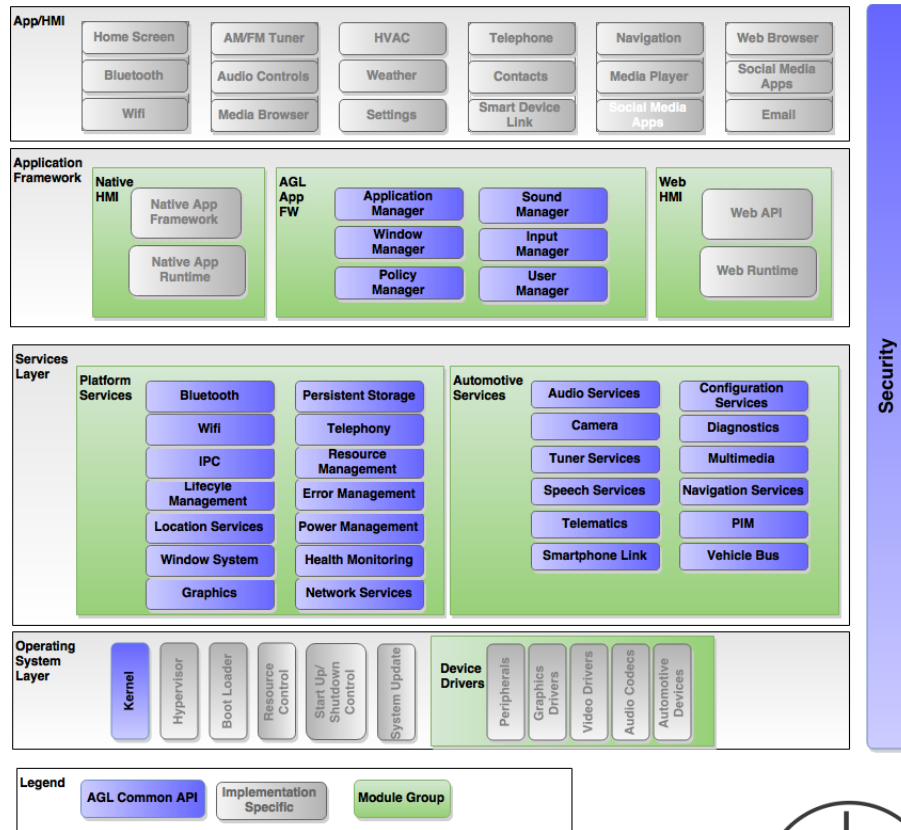 App/HMI
Home Screen
AM/FM Tuner
HVAC
Telephone
Navigation
Web Browser
Bluetooth
Audio Controls
Weather
Contacts
Media Player
Social Media
Apps
Wifi
Media Browser
Settings
Smart Device
Link
Social Media
Apps
Email
Application
Framework
Native
HMI
Native App
Framework
Native App
Runtime
AGL
App
FW
Application
Manager
Sound
Manager
Window
Manager
Input
Manager
Policy
Manager
User
Manager
Web
HMI
Web API
Web Runtime
Services
Layer
Platform
Services
Bluetooth
Persistent Storage
Wifi
Telephony
IPC
Resource
Management
Lifecyle
Management
Error Management
Location Services
Power Management
Window System
Health Monitoring
Graphics
Network Services
Automotive
Services
Audio Services
Configuration
Services
Camera
Diagnostics
Tuner Services
Multimedia
Speech Services
Navigation Services
Telematics
PIM
Smartphone Link
Vehicle Bus
Operating
System
Layer
Kernel
Hypervisor
Boot Loader
Resource
Control
Start Up/
Shutdown
Control
System Update
Device
Drivers
Peripherals
Graphics
Drivers
Video Drivers
Audio Codecs
Automotive
Devices
Security
Legend
AGL Common API
Implementation
Specific
Module Group